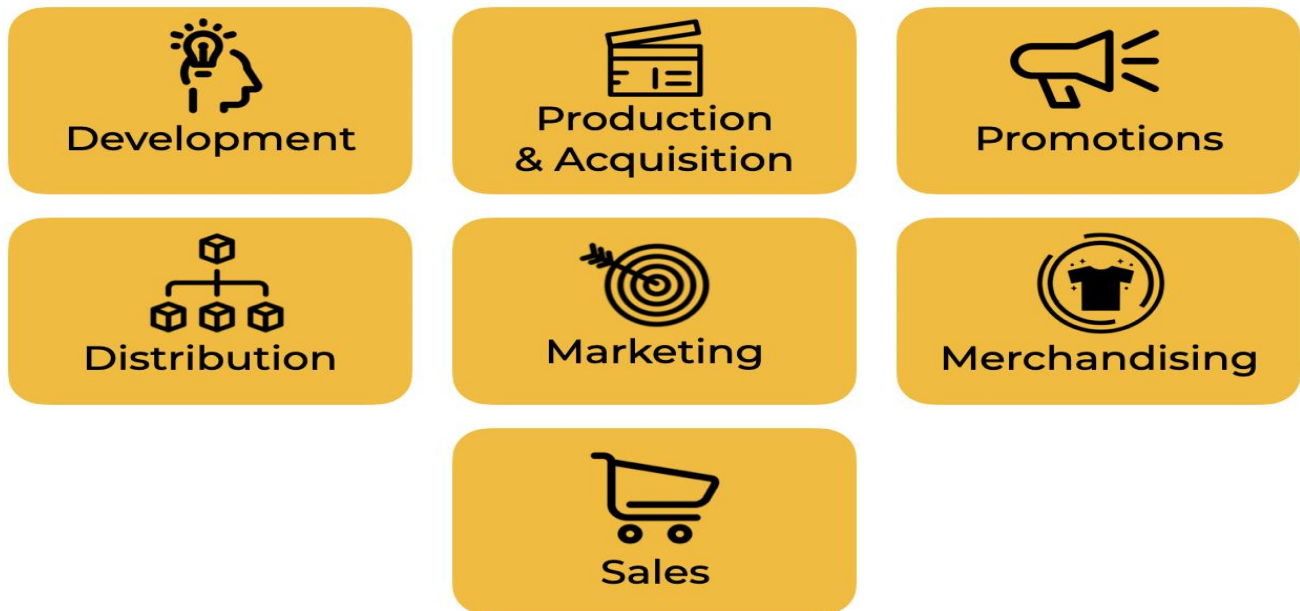 Development
Production
& Acquisition
Promotions
Distribution
Marketing
Merchandising
Sales